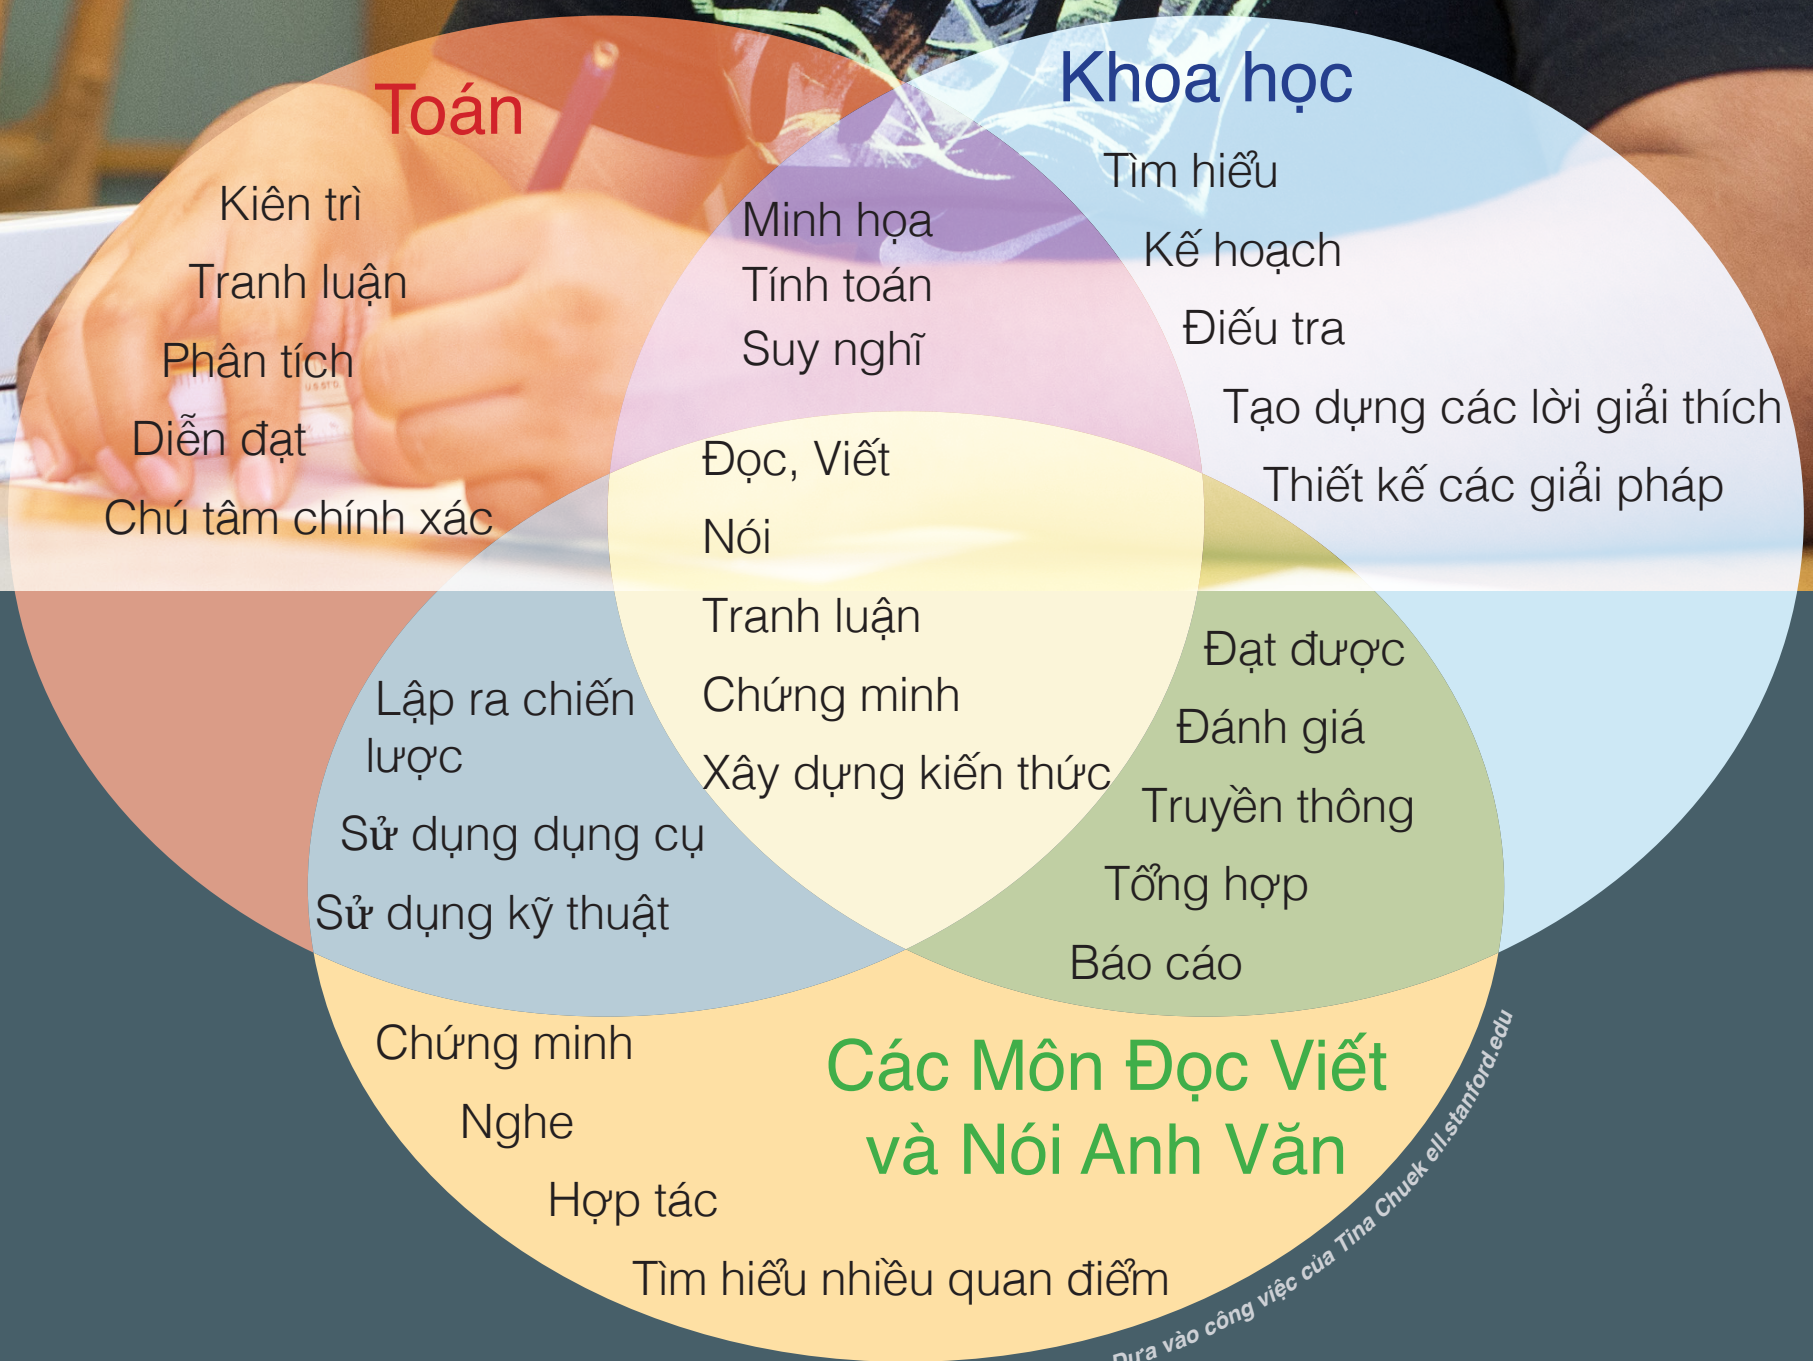 Toán
Kiên trì
Tranh luận
Phân tích
Diễn đạt
Chú tâm chính xác
Khoa học
Tìm hiểu
Kế hoạch
Điếu tra
Tạo dựng các lời giải thích
Thiết kế các giải pháp
Minh họa
Tính toán
Suy nghĩ
Đọc, Viết
Nói
Tranh luận
Chứng minh
Xây dựng kiến thức
Lập ra chiến
lược
Sử dụng dụng cụ
Sử dụng kỹ thuật
Đạt được
Đánh giá
Truyền thông
Tổng hợp
Báo cáo
Chứng minh
Nghe
Hợp tác
Tìm hiểu nhiều quan điểm
Các Môn Đọc Viết
và Nói Anh Văn
Dựa vào công việc của Tina Chuek ell.stanford.edu